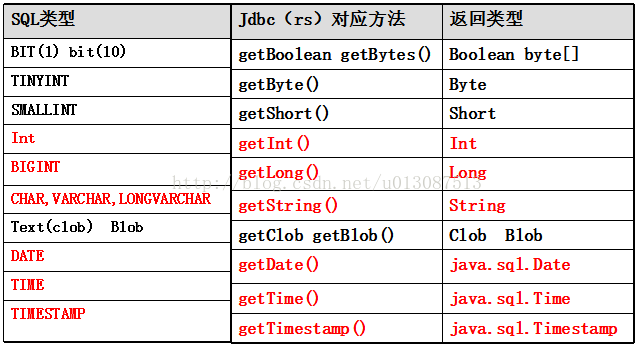 SQL类型 Jdbc（rs）对应方法 返回类型
BIT(1) bit(10) getBoolean getBytes() Boolean byte[]
TINYINT getByte() Byte
SMALLINT getShort() Short
Int getInt() Int
BIGINT getLong() Long
http://blog.csdn.net/u013087513
CHAR,VARCHAR,LONGVARCHAR getString() String
Text(clob) Blob getClob getBlob() Clob Blob
DATE getDate() java.sql.Date
TIME getTime() java.sql.Time
TIMESTAMP getTimestamp() java.sql.Timestamp